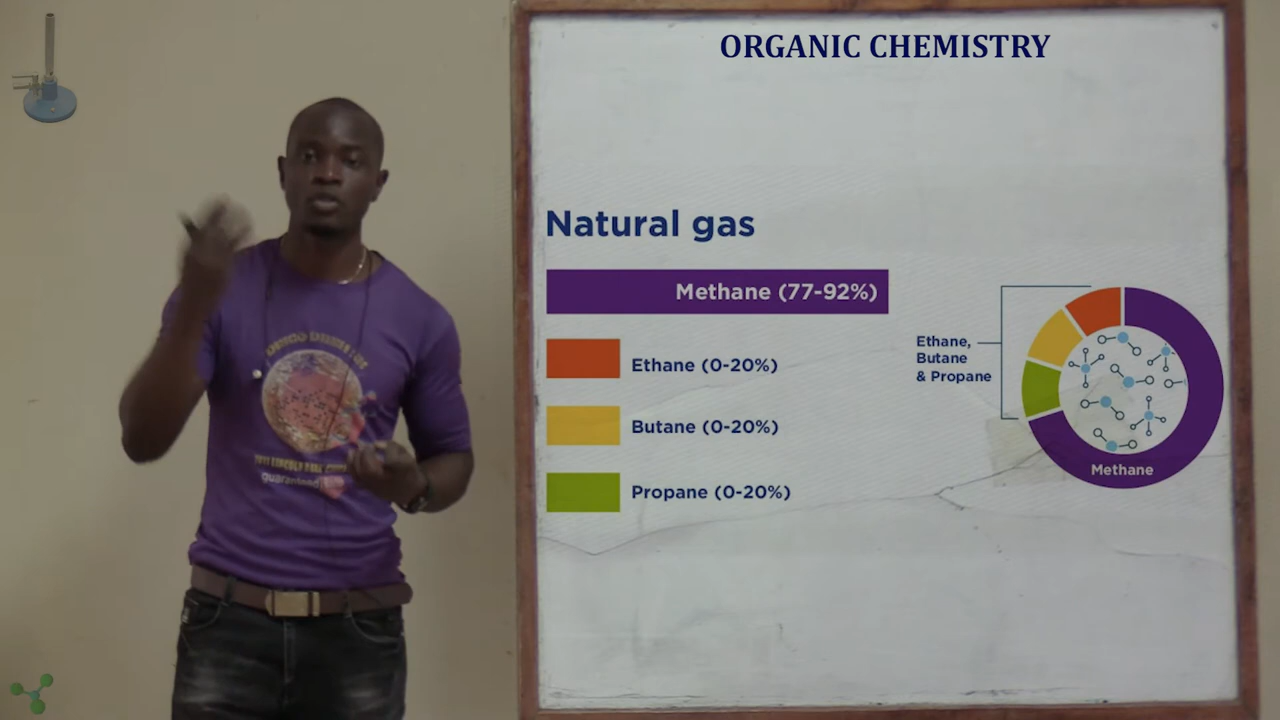 ORGANIC CHEMISTRY
Natural gas
Methane (77-92%)
Ethane (0-20%)
Butane (0-20%)
Propane (0-20%)
Ethane,
Butane
& Propane
Methane
guaranteed